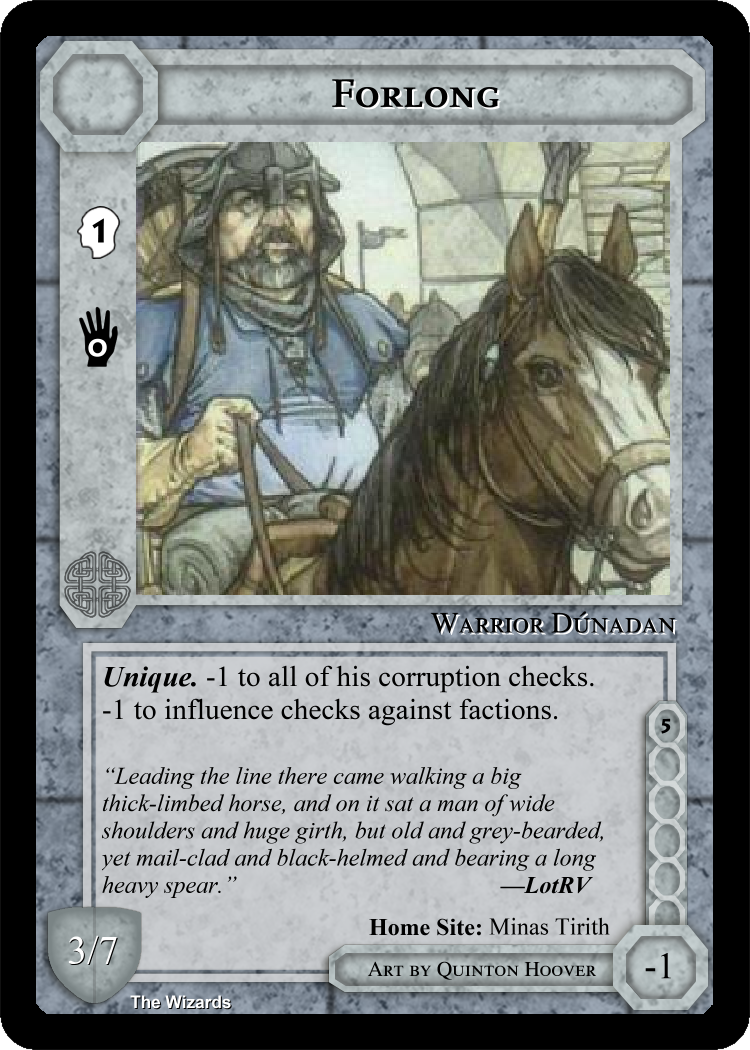 Forlong
1
0
Warrior Dúnadan
Unique. -1 to all of his corruption checks.
-1 to influence checks against factions.
5
“Leading the line there came walking a big
thick-limbed horse, and on it sat a man of wide
shoulders and huge girth, but old and grey-bearded,
yet mail-clad and black-helmed and bearing a long
heavy spear.” —LotRV
Home Site: Minas Tirith
3/7
Art by Quinton Hoover
-1
The Wizards